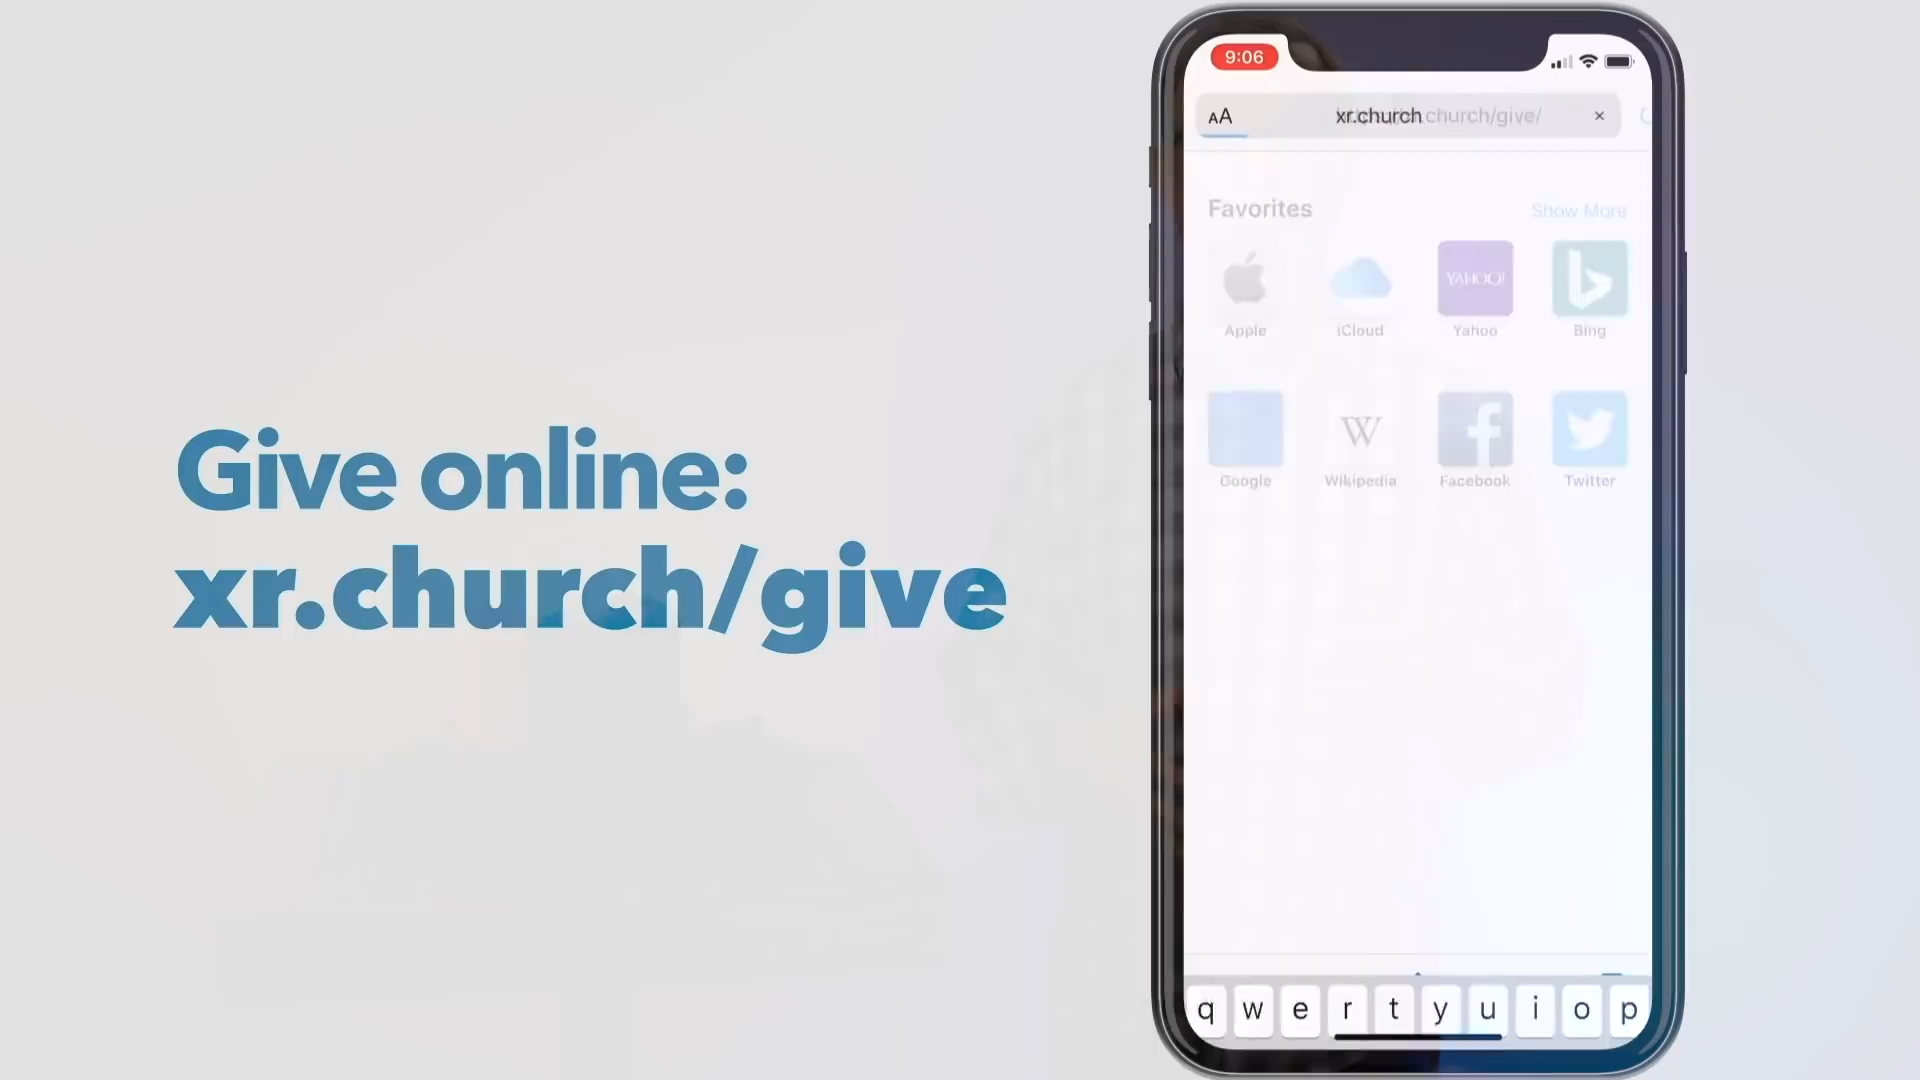 Give online:
xr.church/give
9:06
AA
xr.church
church/give/
Favorites
Show More
YAHOO!
Apple
iCloud
Yahoo
Bing
W
f
Google
Wikipedia
Facebook
Twitter
q w e r t y u i o p